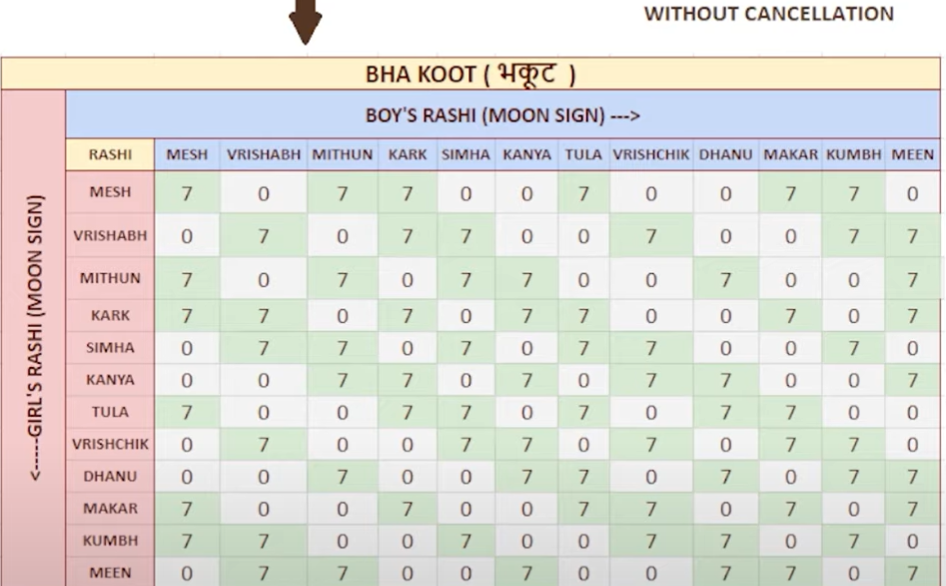 WITHOUT CANCELLATION
BHA KOOT ( भकूट )
BOY'S RASHI (MOON SIGN) --->
<-----GIRL'S RASHI (MOON SIGN)
RASHI MESH VRISHABH MITHUN KARK SIMHA KANYA TULA VRISHCHIK DHANU MAKAR KUMBH MEEN
MESH 7 0 7 7 0 0 7 0 0 7 7 0
VRISHABH 0 7 0 7 7 0 0 7 0 0 7 7
MITHUN 7 0 7 0 7 7 0 0 7 0 0 7
KARK 7 7 0 7 0 7 7 0 0 7 0 7
SIMHA 0 7 7 0 7 0 7 7 0 0 7 0
KANYA 0 0 7 7 0 7 0 7 7 0 0 7
TULA 7 0 0 7 7 0 7 0 7 7 0 0
VRISHCHIK 0 7 0 0 7 7 0 7 0 7 7 0
DHANU 0 0 7 0 0 7 7 0 7 0 7 7
MAKAR 7 0 0 7 0 0 7 7 0 7 0 7
KUMBH 7 7 0 0 7 0 0 7 7 0 7 0
MEEN 0 7 7 0 0 7 0 0 7 7 0 7